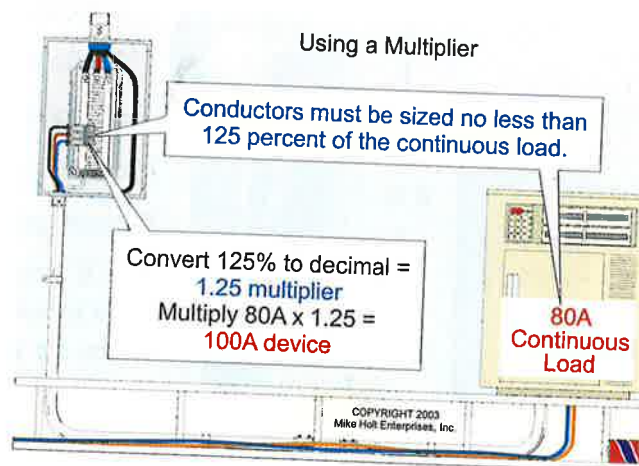 Using a Multiplier
Conductors must be sized no less than
125 percent of the continuous load.
Convert 125% to decimal =
1.25 multiplier
Multiply 80A x 1.25 =
100A device
80A
Continuous
Load
COPYRIGHT 2003
Mike Holt Enterprises, Inc